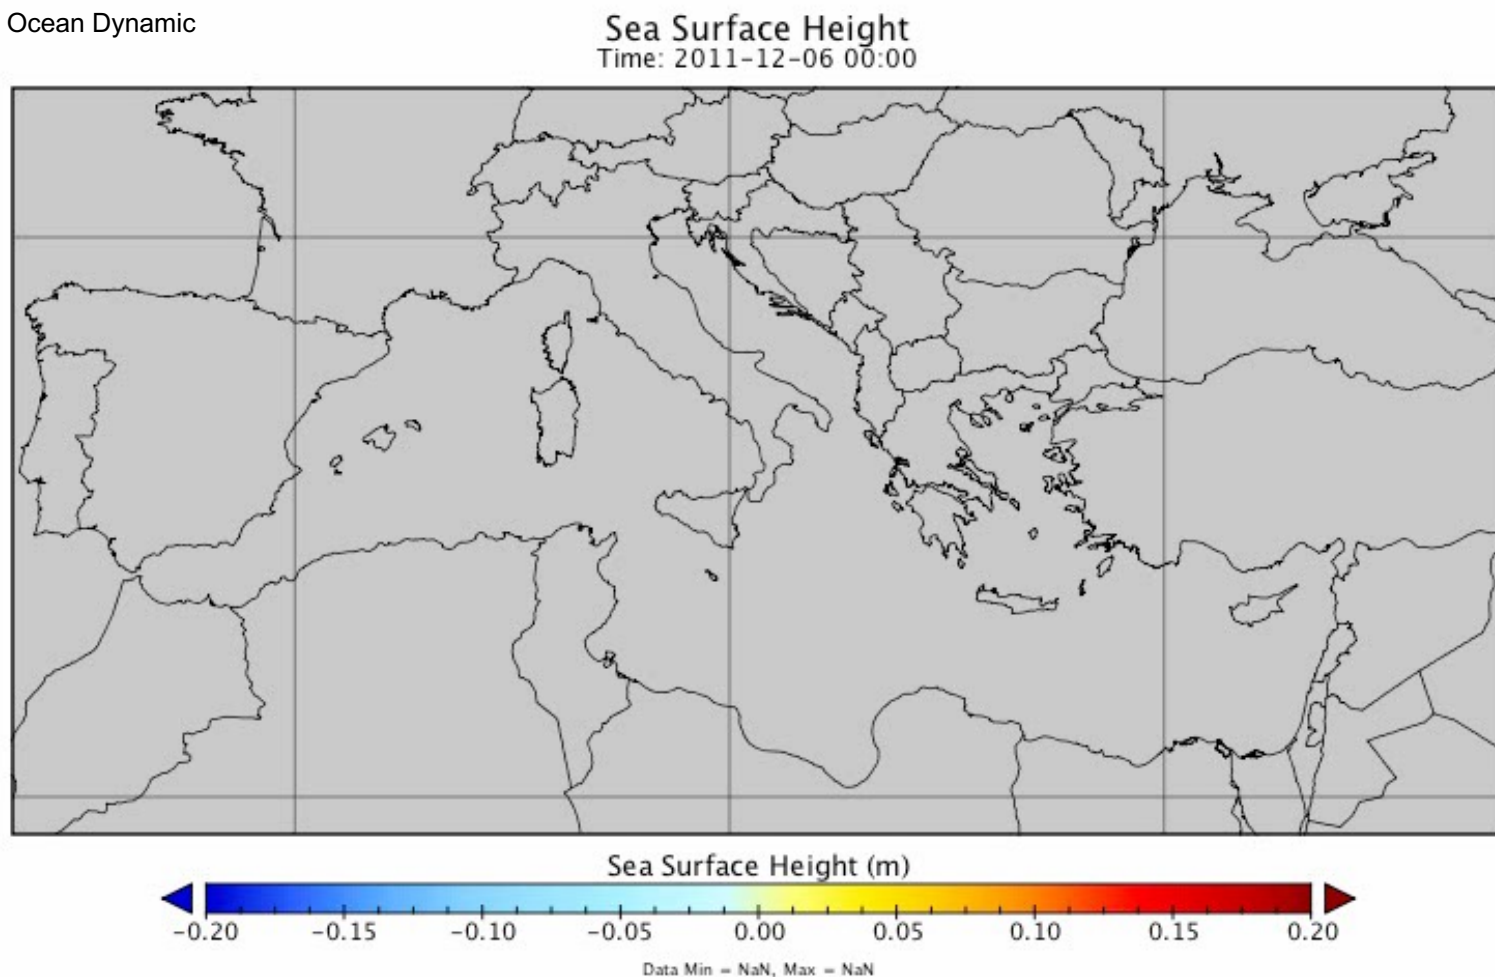 Ocean Dynamic
Sea Surface Height
Time: 2011-12-06 00:00
Sea Surface Height (m)
-0.20 -0.15 -0.10 -0.05 0.00 0.05 0.10 0.15 0.20
Data Min = NaN, Max = NaN